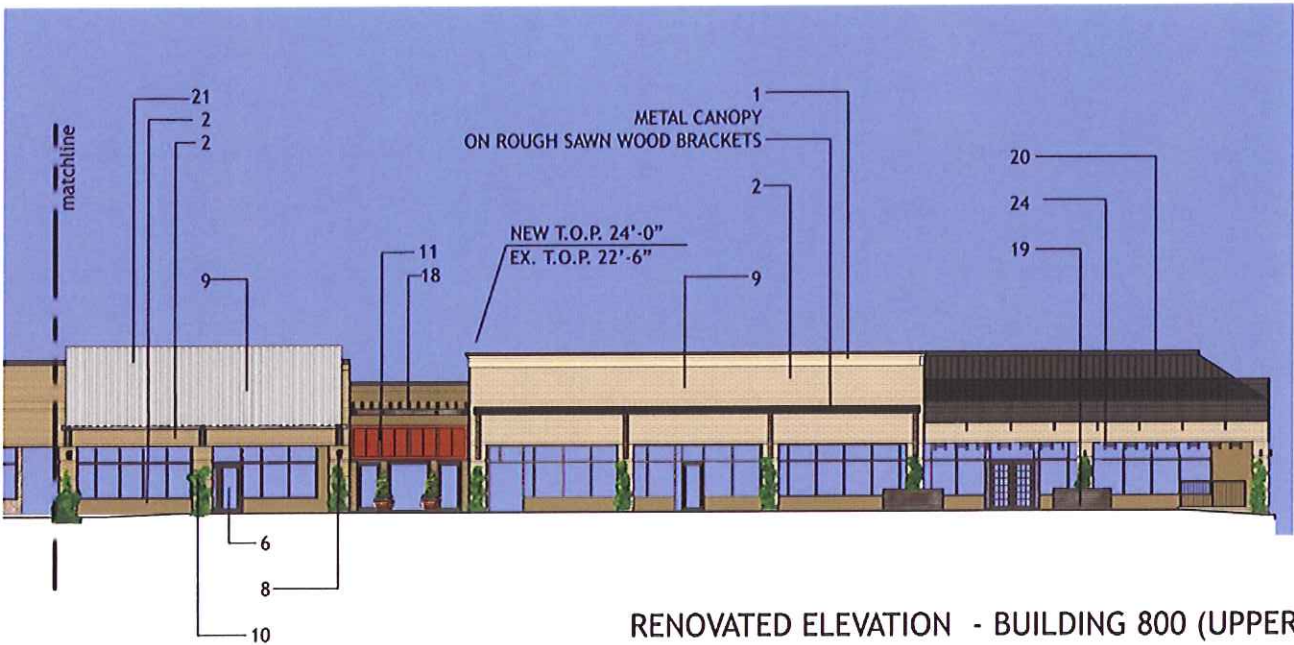 21
2
2
matchline
9
11
18
1
METAL CANOPY
ON ROUGH SAWN WOOD BRACKETS
2
NEW T.O.P. 24'-0"
EX. T.O.P. 22'-6"
9
20
24
19
6
8
10
RENOVATED ELEVATION - BUILDING 800 (UPPER